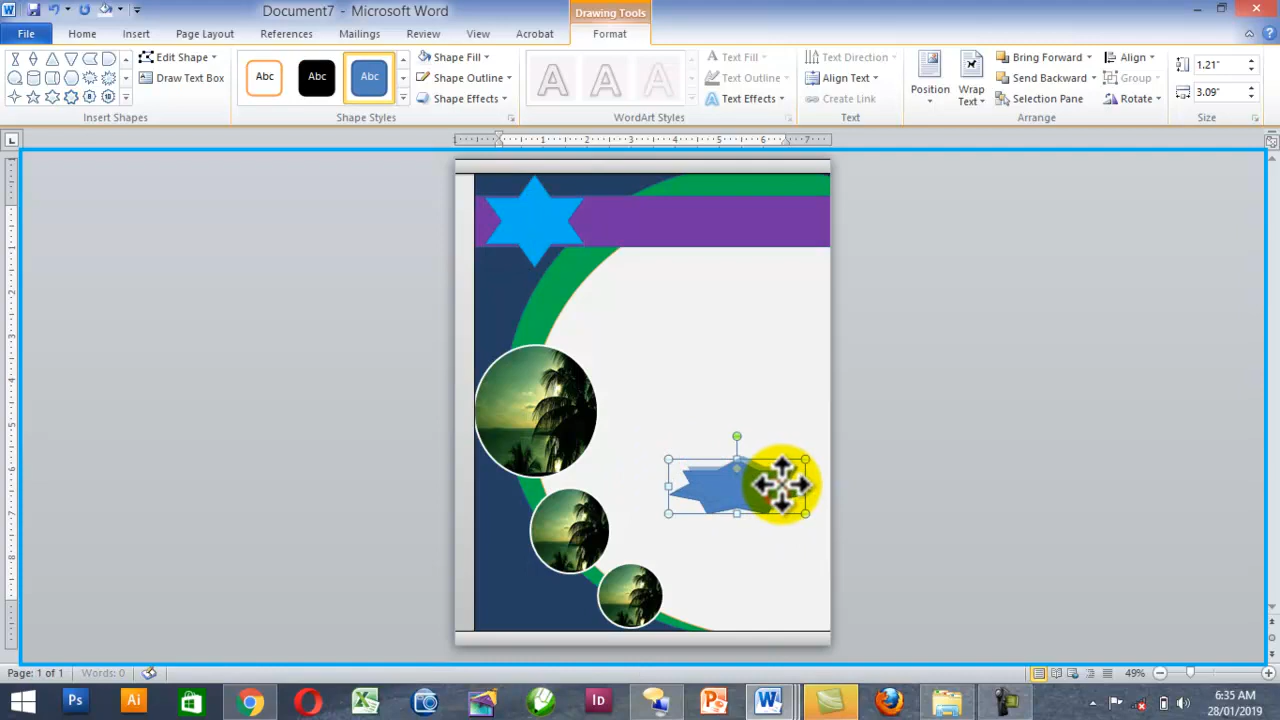 Document7 - Microsoft Word
Drawing Tools
File
Home
Insert
Page Layout
References
Mailings
Review
View
Acrobat
Format
Edit Shape
Draw Text Box
Insert Shapes
Abc
Abc
Abc
Shape Fill
Shape Outline
Shape Effects
Shape Styles
Text Fill
Text Outline
Text Effects
WordArt Styles
Text Direction
Align Text
Create Link
Text
Position
Wrap
Text
Bring Forward
Send Backward
Selection Pane
Align
Group
Rotate
Arrange
1.21"
3.09"
Size
Page: 1 of 1
Words: 0
49%
Ps
Ai
Id
6:35 AM
28/01/2019